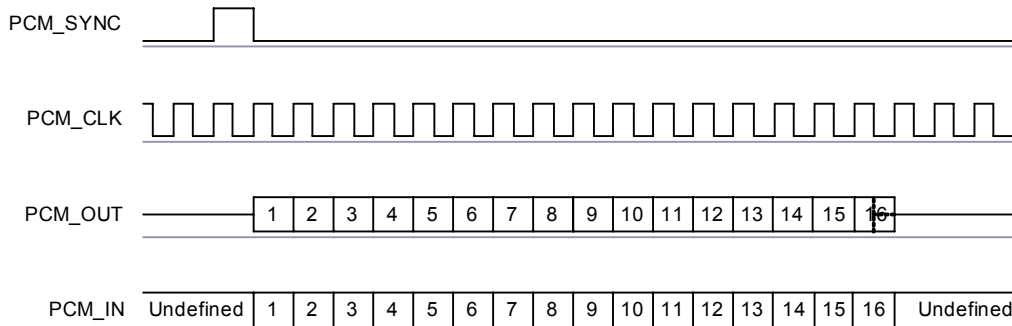 PCM_SYNC
PCM_CLK
PCM_OUT 1 2 3 4 5 6 7 8 9 10 11 12 13 14 15 16
PCM_IN Undefined 1 2 3 4 5 6 7 8 9 10 11 12 13 14 15 16 Undefined